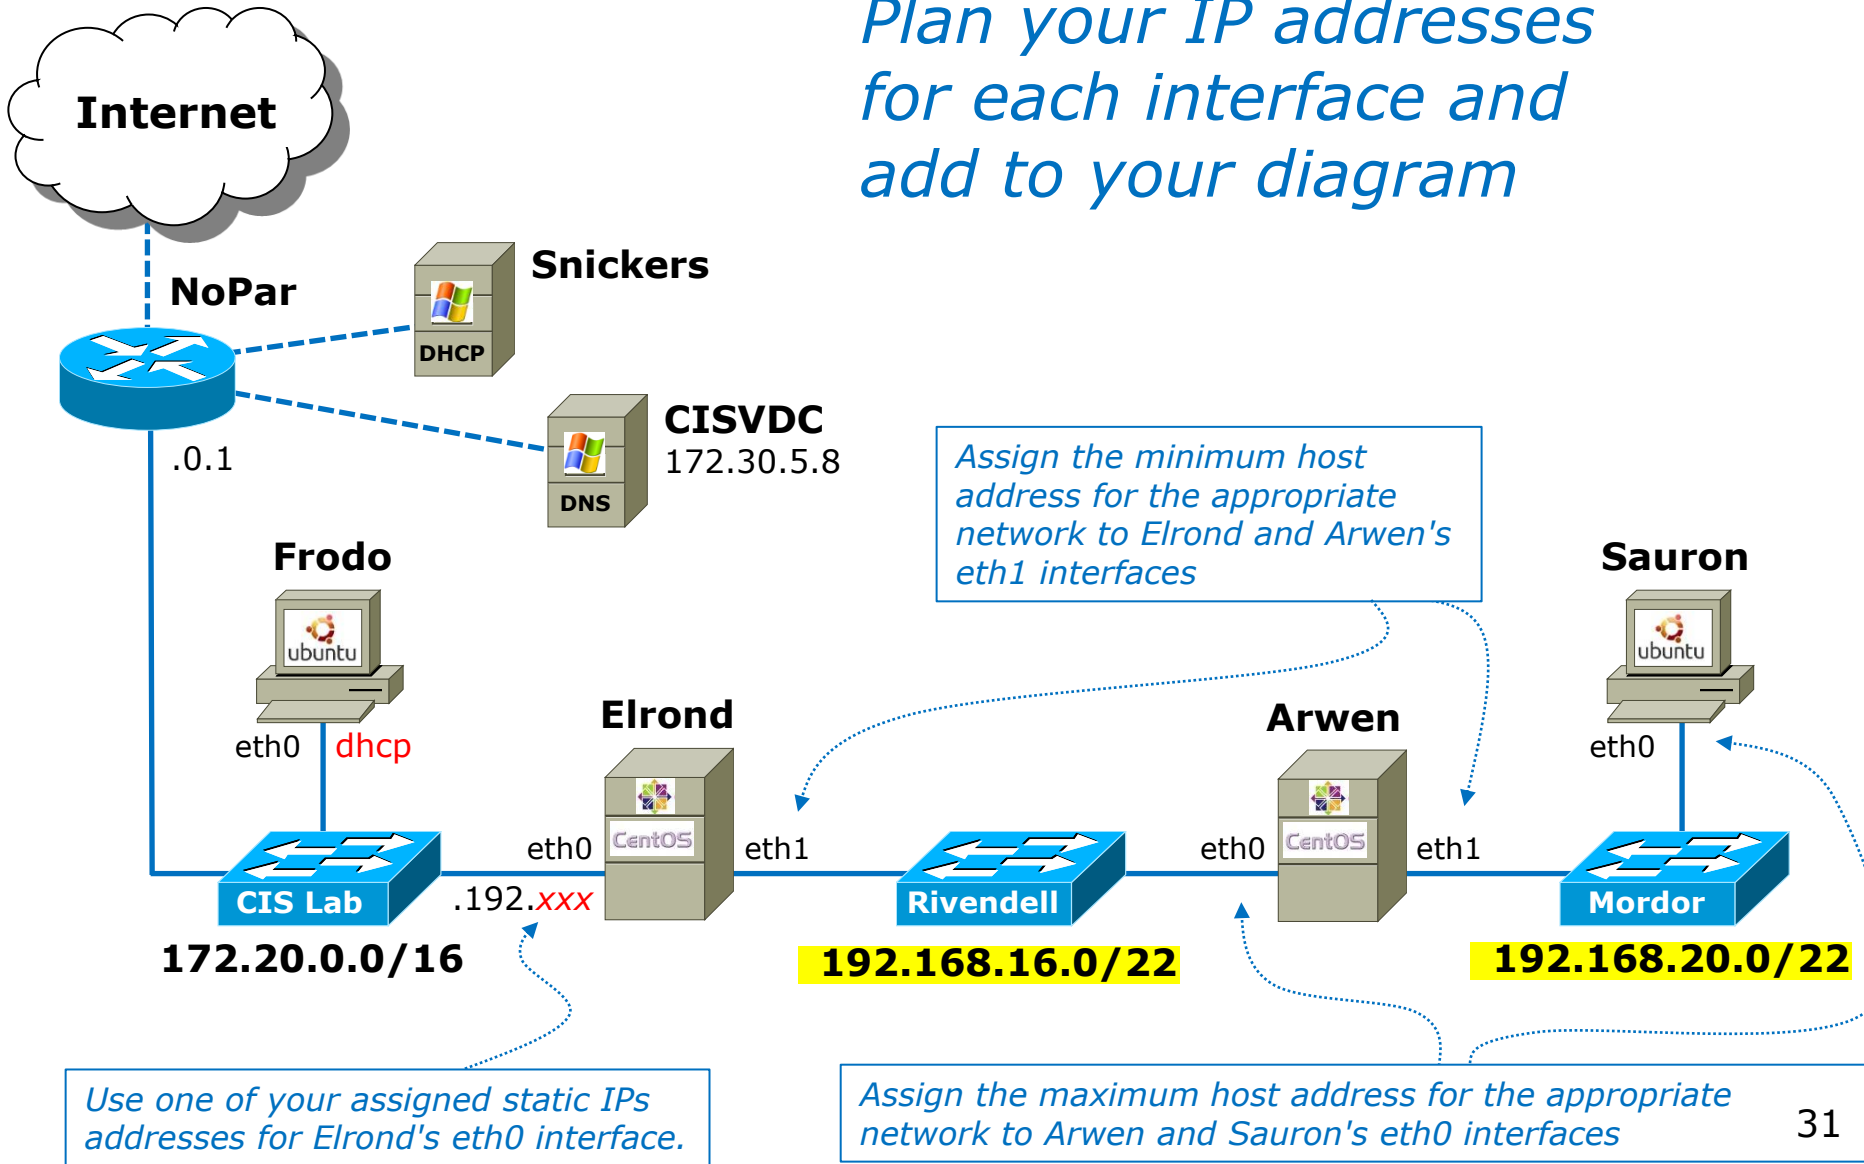 Plan your IP addresses
for each interface and
add to your diagram
Internet
NoPar
Snickers
DHCP
CISVDC
172.30.5.8
DNS
.0.1
Assign the minimum host
address for the appropriate
network to Elrond and Arwen's
eth1 interfaces
Frodo
ubuntu
eth0
dhcp
Sauron
ubuntu
eth0
Elrond
CentOS
eth0
eth1
.192.xxx
Arwen
CentOS
eth0
eth1
CIS Lab
172.20.0.0/16
Rivendell
192.168.16.0/22
Mordor
192.168.20.0/22
Use one of your assigned static IPs
addresses for Elrond's eth0 interface.
Assign the maximum host address for the appropriate
network to Arwen and Sauron's eth0 interfaces
31